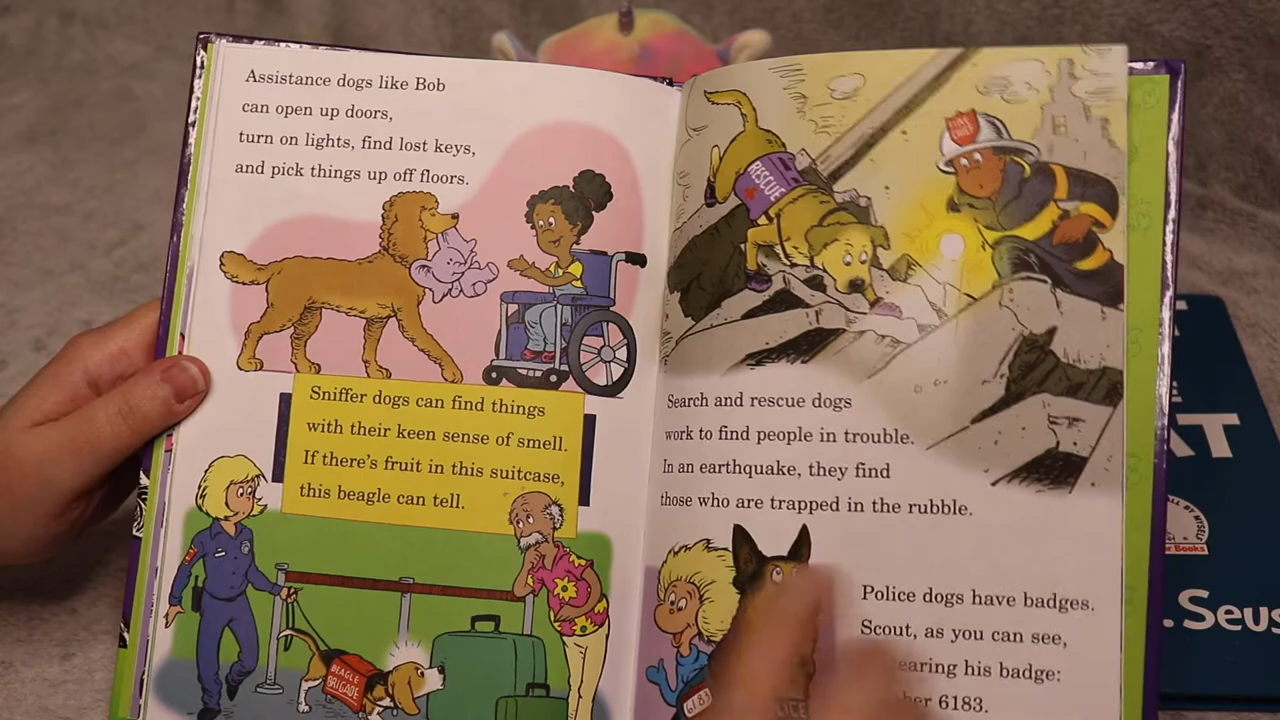 Assistance dogs like Bob
can open up doors,
turn on lights, find lost keys,
and pick things up off floors.
Sniffer dogs can find things
with their keen sense of smell.
If there's fruit in this suitcase,
this beagle can tell.
BEAGLE
BRIGADE
RESCUE
FIRE
CHIEF
Search and rescue dogs
work to find people in trouble.
In an earthquake, they find
those who are trapped in the rubble.
6183
Police dogs have badges.
Scout, as you can see,
his badge:
6183.